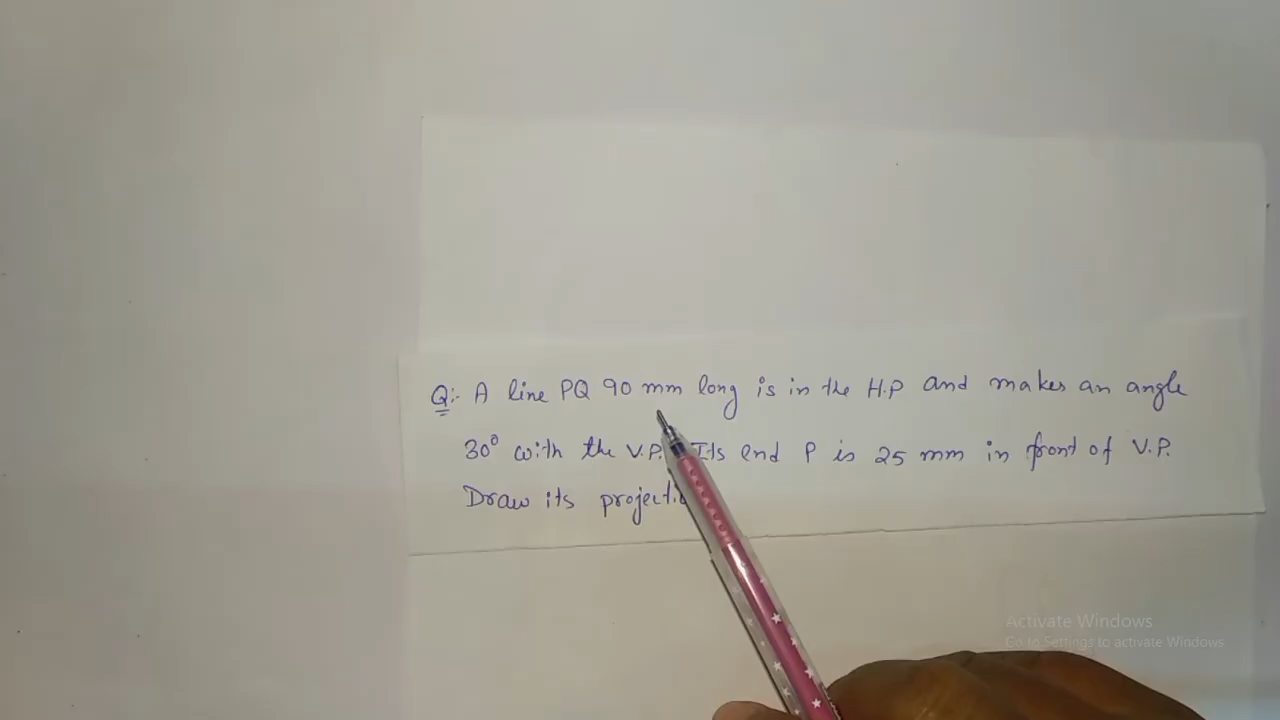 Q:- A line PQ 90 mm long is in the H.P and makes an angle
30° with the V.P. Its end P is 25 mm in front of V.P.
Draw its
Activate Windows
Go to Settings to activate Windows